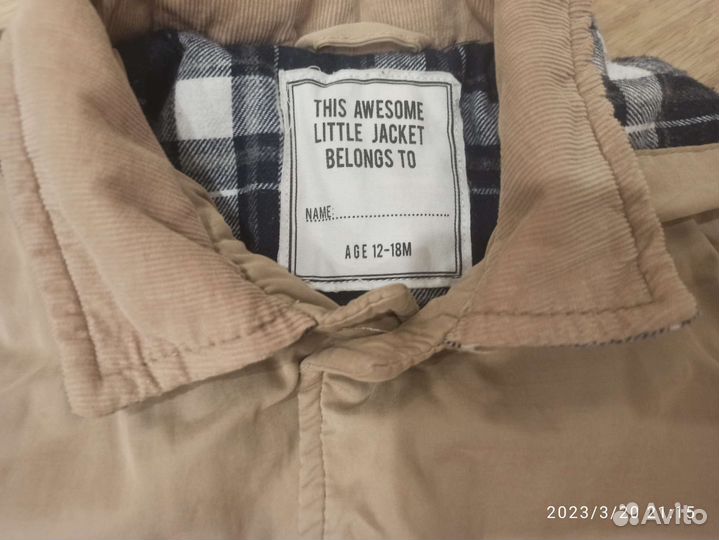 THIS AWESOME
LITTLE JACKET
BELONGS TO
NAME:..............................
AGE 12-18M
2023/3/20 21:15
Avito